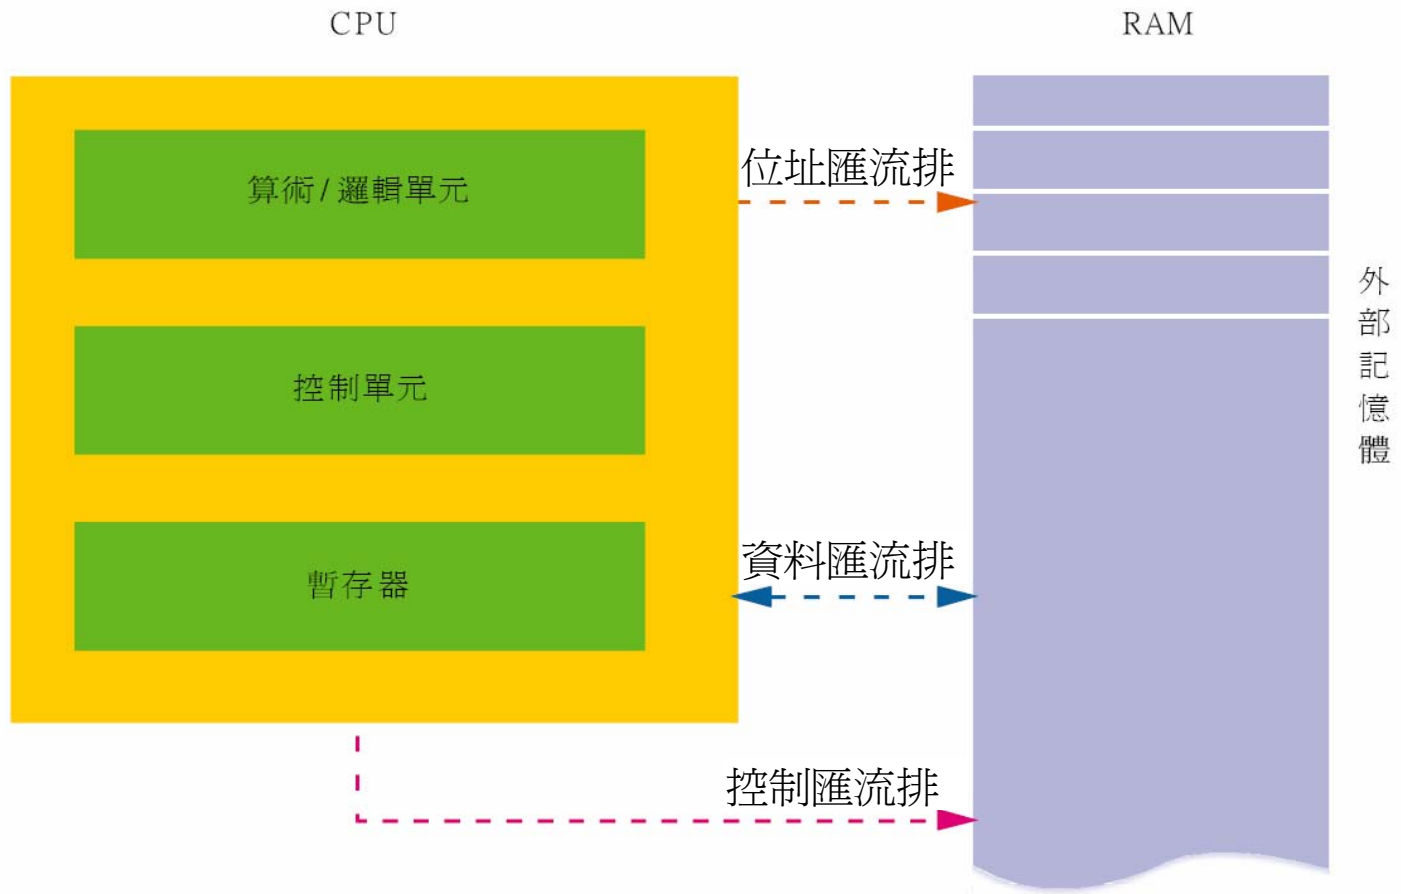 CPU
RAM
算術/邏輯單元
位址匯流排
控制單元
外部記憶體
資料匯流排
暫存器
控制匯流排